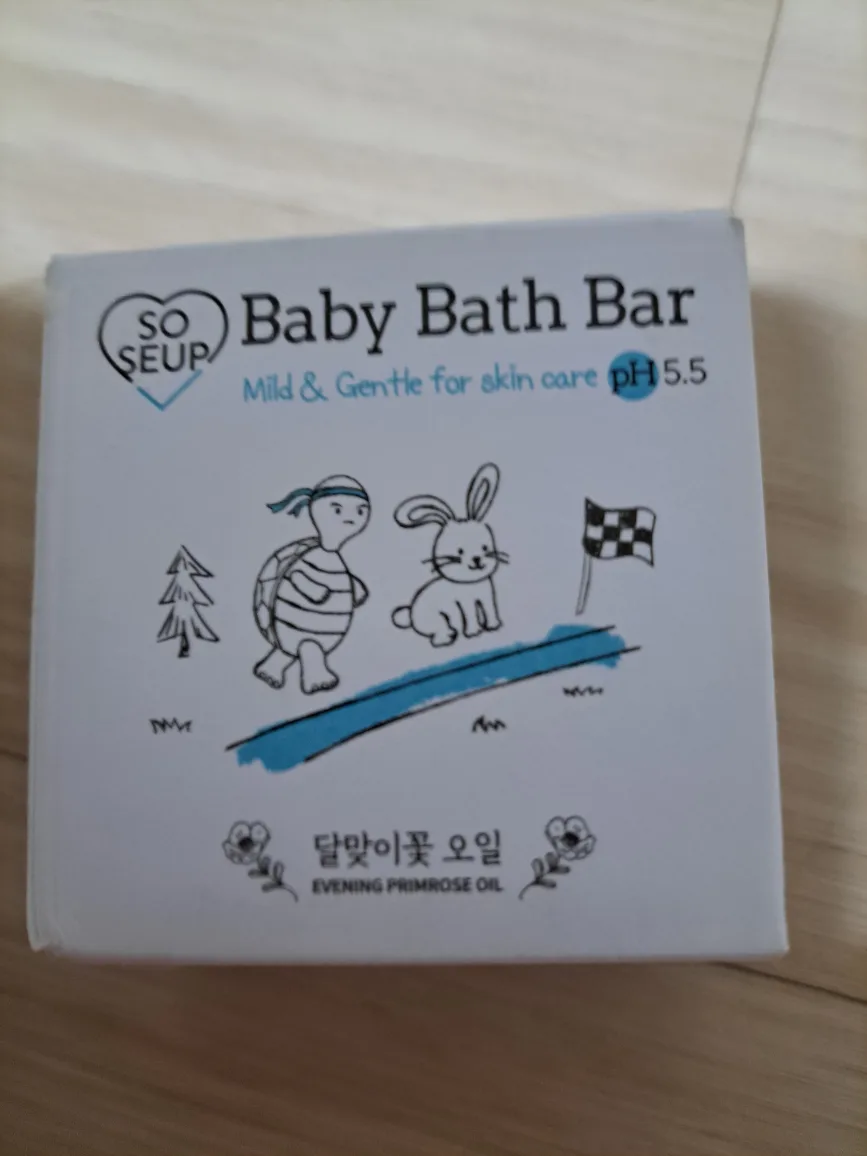 SO
SEUP
Baby Bath Bar
Mild & Gentle for skin care pH 5.5
달맞이꽃 오일
EVENING PRIMROSE OIL